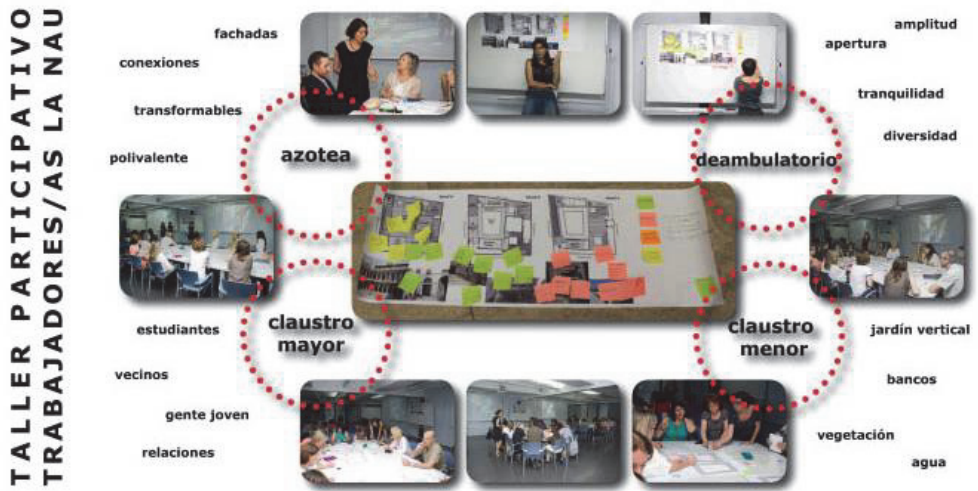 TALLER PARTICIPATIVO
TRABAJADORES/AS LA NAU
fachadas
conexiones
transformables
polivalente
azotea
amplitud
apertura
tranquilidad
diversidad
deambulatorio
estudiantes
vecinos
gente joven
relaciones
claustro
mayor
claustro
menor
jardín vertical
bancos
vegetación
agua